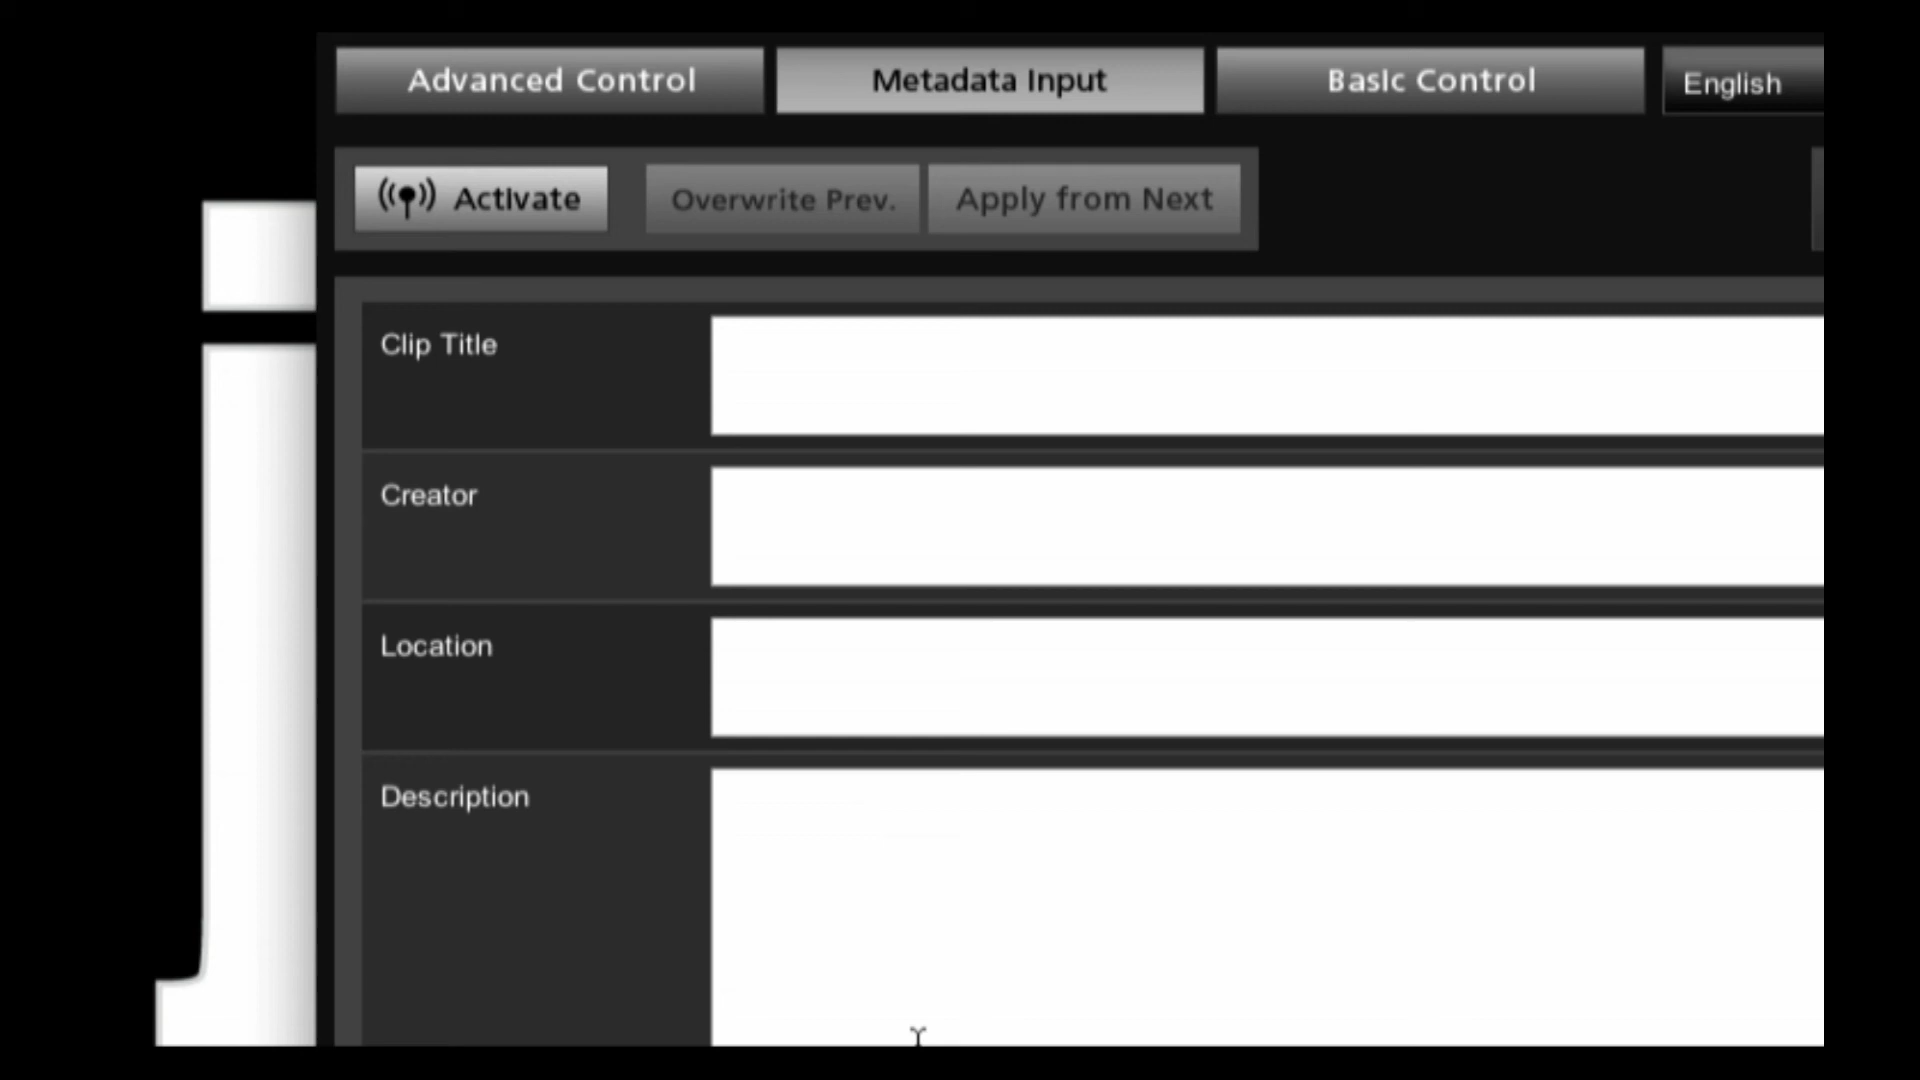 Advanced Control Metadata Input Basic Control English
Activate Overwrite Prev. Apply from Next
Clip Title
Creator
Location
Description